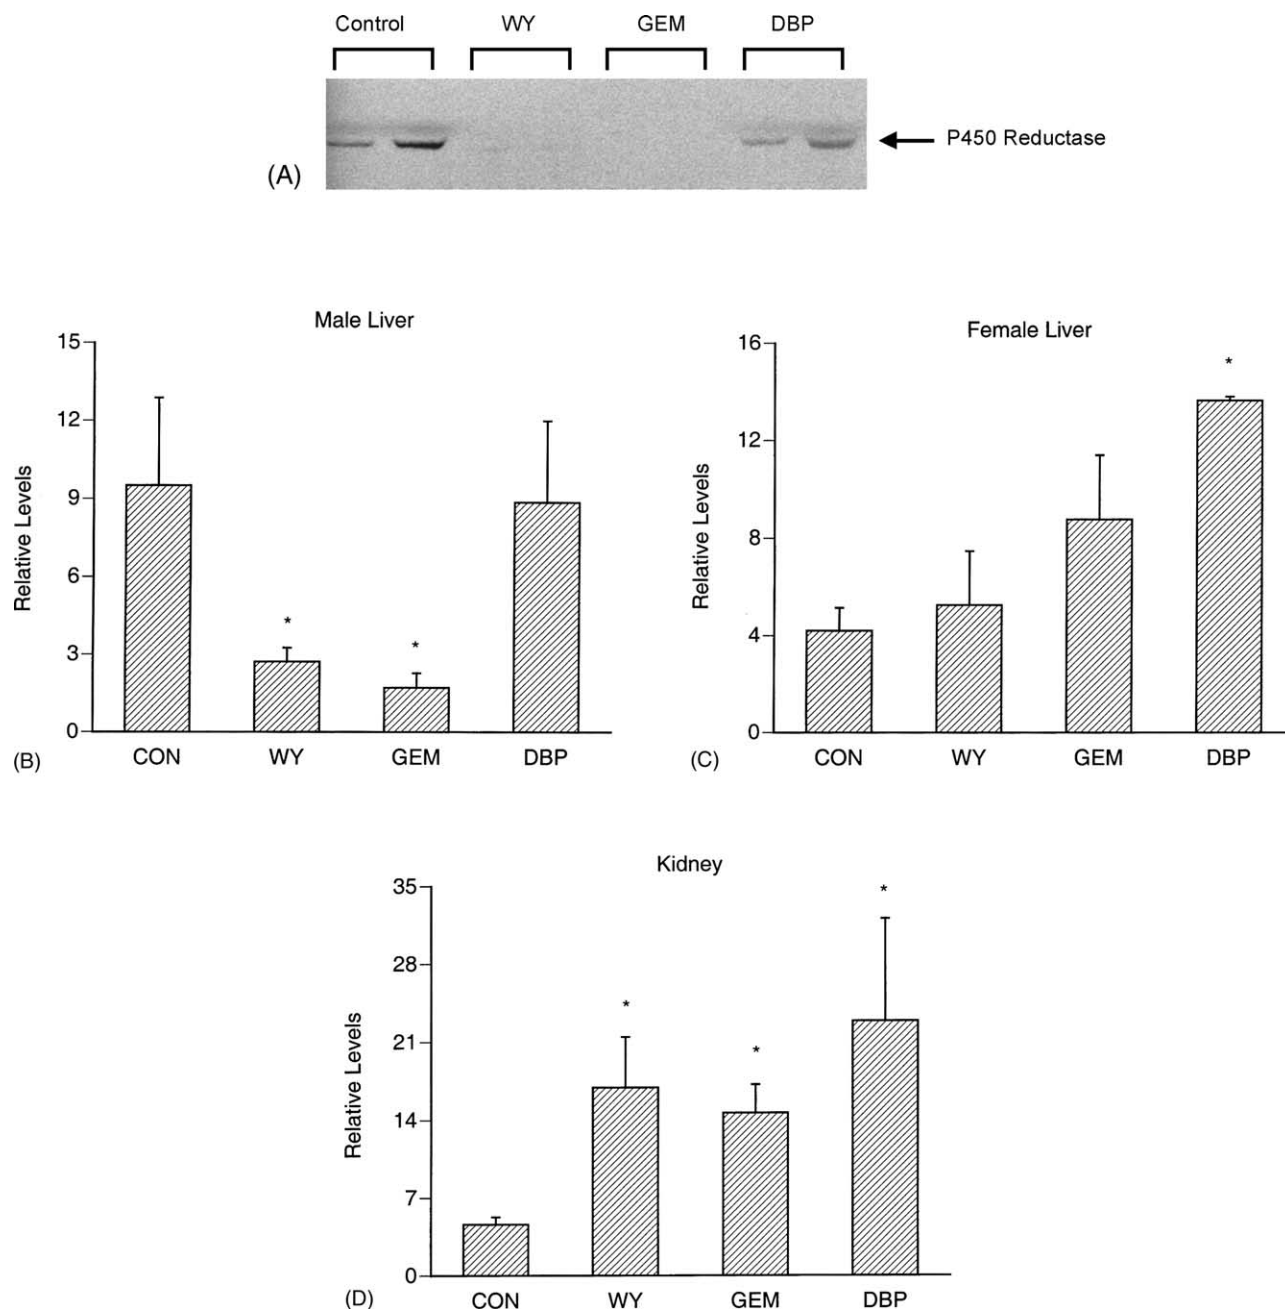 Control WY GEM DBP
P450 Reductase
(A)
Male Liver
15
12
9
6
3
0
Relative Levels
CON WY GEM DBP
(B)
*
*
Female Liver
16
12
8
4
0
Relative Levels
CON WY GEM DBP
(C)
*
Kidney
35
28
21
14
7
0
Relative Levels
CON WY GEM DBP
(D)
*
*
*